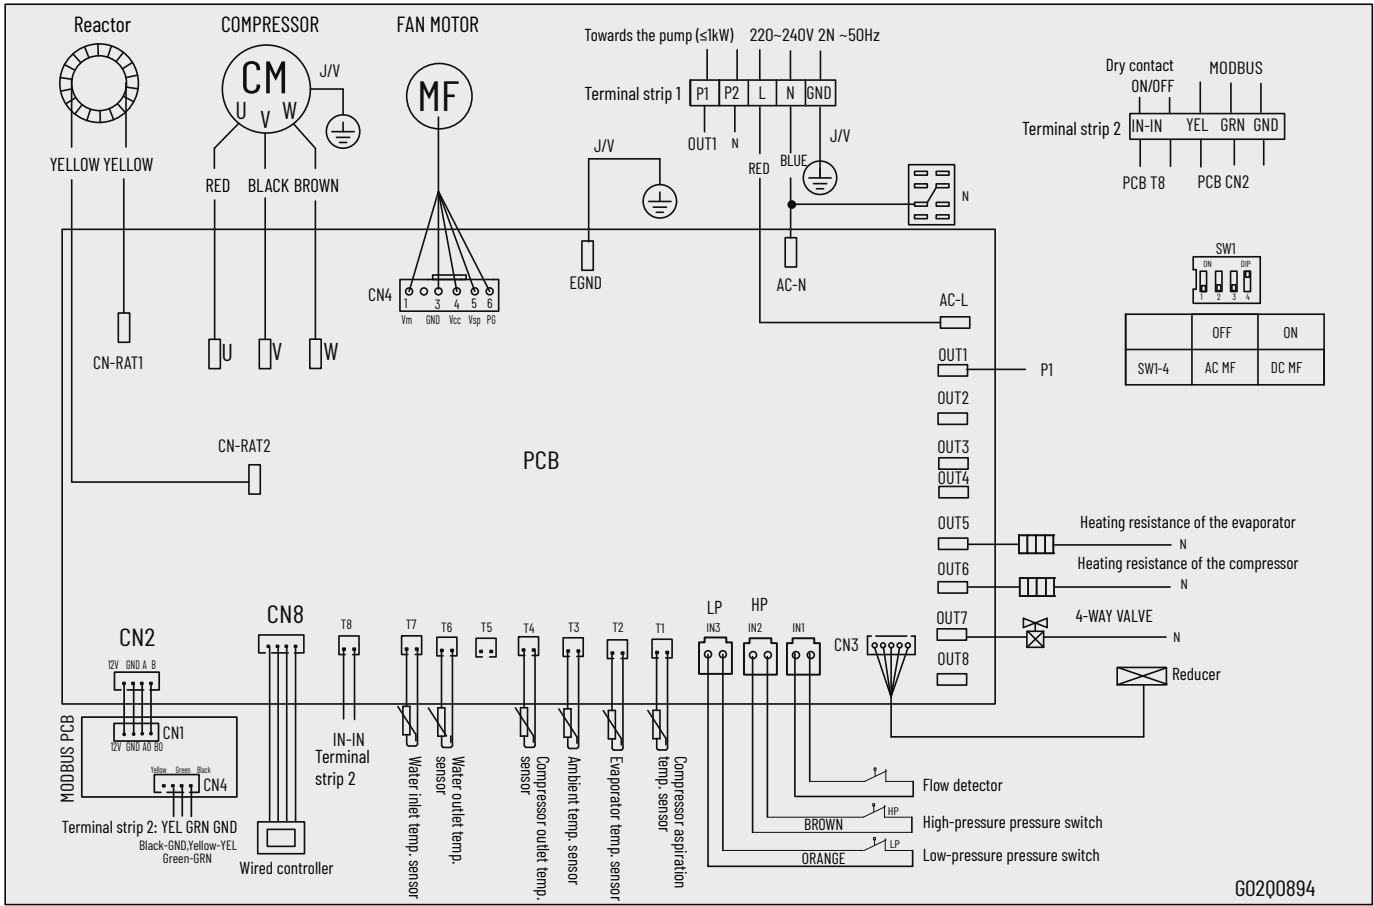 Reactor
COMPRESSOR
FAN MOTOR
Towards the pump (≤1kW)
220~240V 2N ~50Hz
CM
U
V
W
J/V
MF
Terminal strip 1
P1
P2
L
N
GND
OUT1
N
RED
BLUE
J/V
Dry contact
ON/OFF
MODBUS
Terminal strip 2
IN-IN
YEL
GRN
GND
PCB T8
PCB CN2
YELLOW YELLOW
RED
BLACK
BROWN
J/V
N
EGND
AC-N
AC-L
SW1
ON
DIP
1
2
3
4
OFF
ON
SW1-4
AC MF
DC MF
CN4
1
3
4
5
6
Vm
GND
Vcc
Vsp
PG
CN-RAT1
U
V
W
CN-RAT2
PCB
OUT1
P1
OUT2
OUT3
OUT4
OUT5
Heating resistance of the evaporator
N
OUT6
Heating resistance of the compressor
N
OUT7
4-WAY VALVE
N
OUT8
Reducer
CN2
12V GND A B
CN8
T8
T7
T6
T5
T4
T3
T2
T1
LP
IN3
HP
IN2
IN1
CN3
MODBUS PCB
CN1
12V GND A0 B0
Yellow
Green
Black
CN4
Terminal strip 2: YEL GRN GND
Black-GND,Yellow-YEL
Green-GRN
Wired controller
IN-IN
Terminal
strip 2
Water inlet temp. sensor
Water outlet temp.
sensor
Compressor outlet temp.
sensor
Ambient temp. sensor
Evaporator temp. sensor
Compressor aspiration
temp. sensor
Flow detector
HP
BROWN
High-pressure pressure switch
LP
ORANGE
Low-pressure pressure switch
G02Q0894